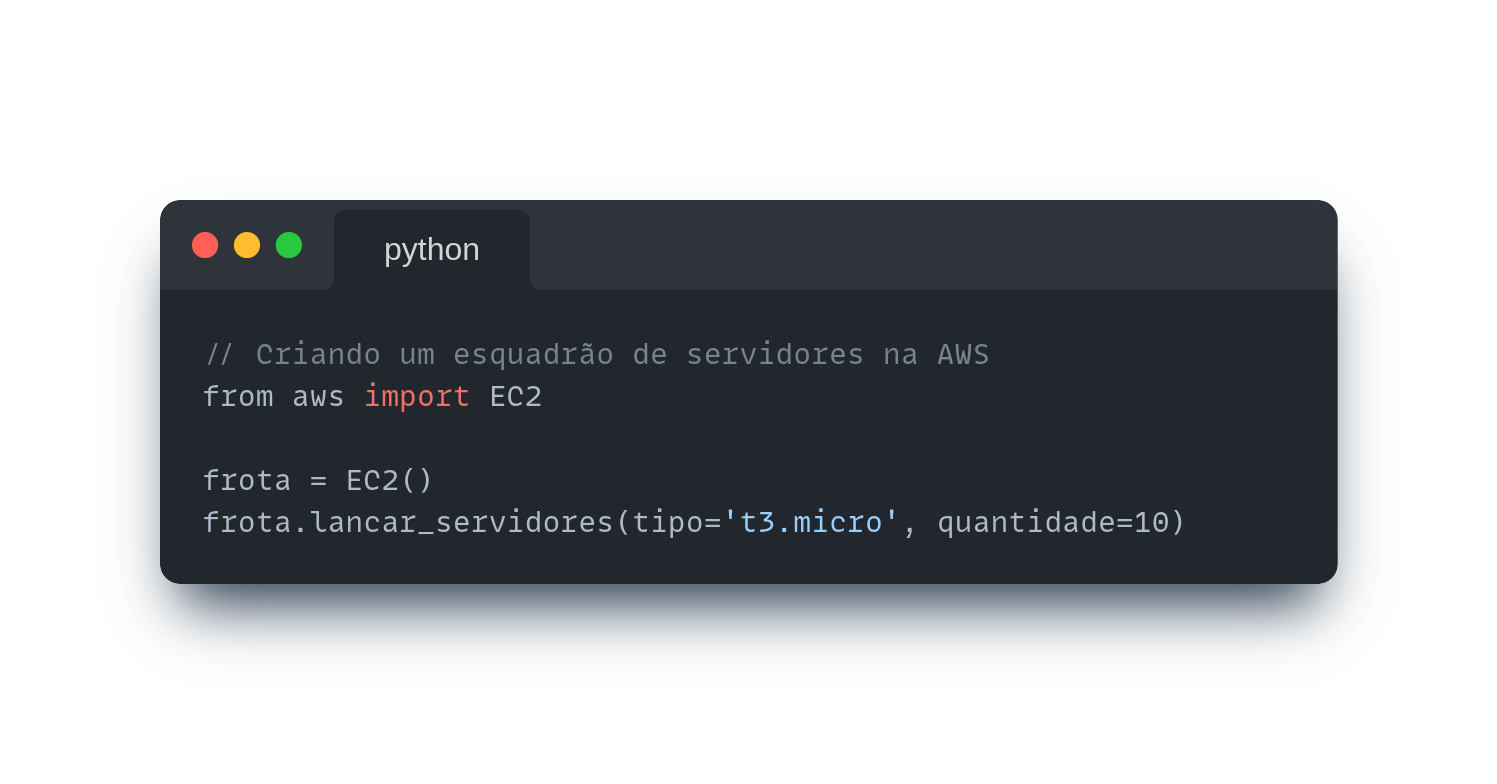 python
// Criando um esquadrão de servidores na AWS
from aws import EC2
frota = EC2()
frota.lancar_servidores(tipo='t3.micro', quantidade=10)